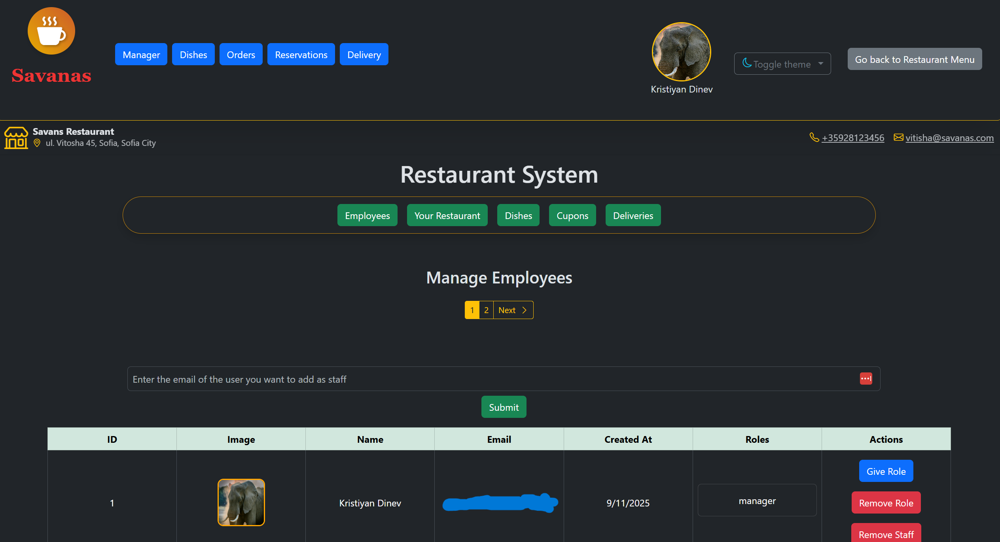 Savanas
Manager
Dishes
Orders
Reservations
Delivery
Kristiyan Dinev
Toggle theme
Go back to Restaurant Menu
Savans Restaurant
ul. Vitosha 45, Sofia, Sofia City
+35928123456
vitisha@savanas.com
Restaurant System
Employees
Your Restaurant
Dishes
Cupons
Deliveries
Manage Employees
1 2 Next
Enter the email of the user you want to add as staff
Submit
ID Image Name Email Created At Roles Actions
1 Kristiyan Dinev 9/11/2025 manager
Give Role
Remove Role
Remove Staff